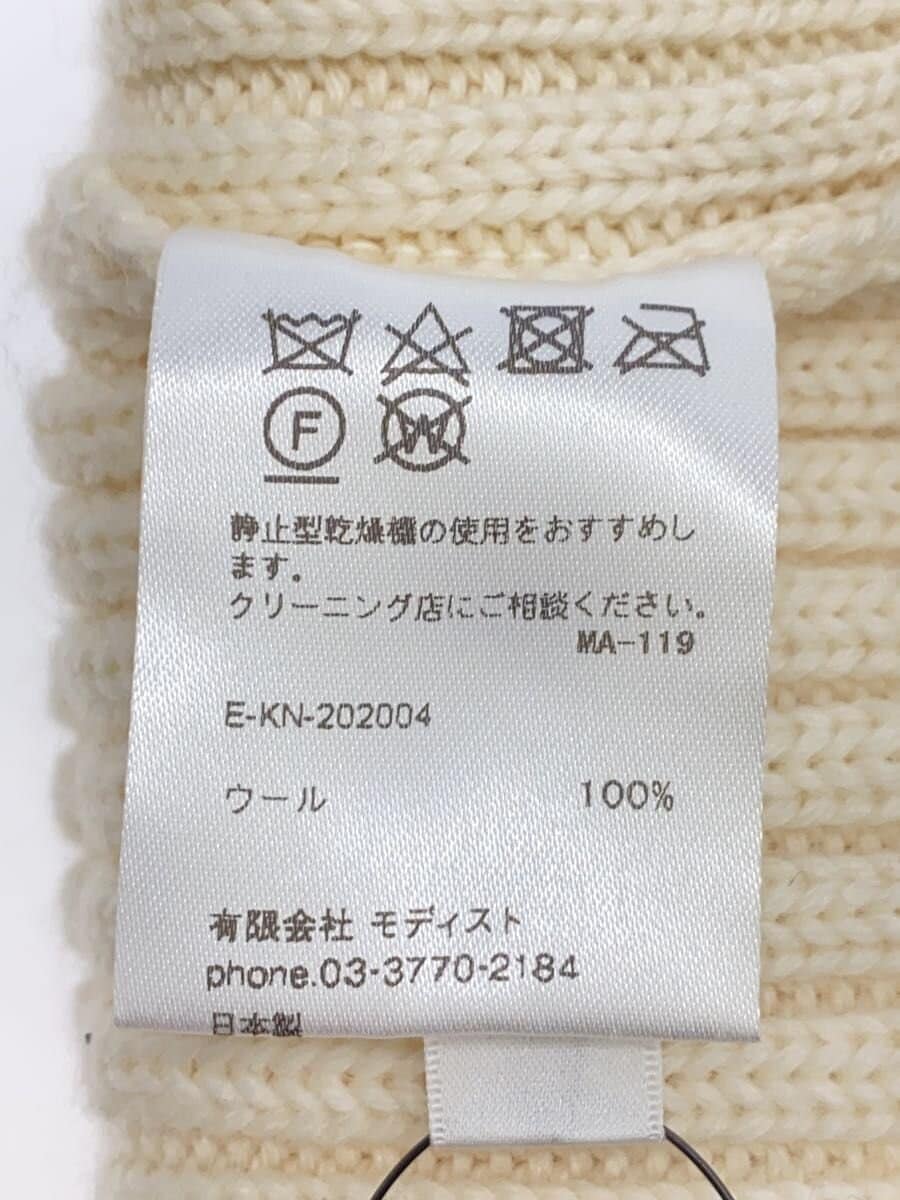 F W
静止型乾燥機の使用をおすすめし
ます。
クリーニング店にご相談ください。
MA-119
E-KN-202004
ウール 100%
有限会社 モディスト
phone.03-3770-2184
日本製